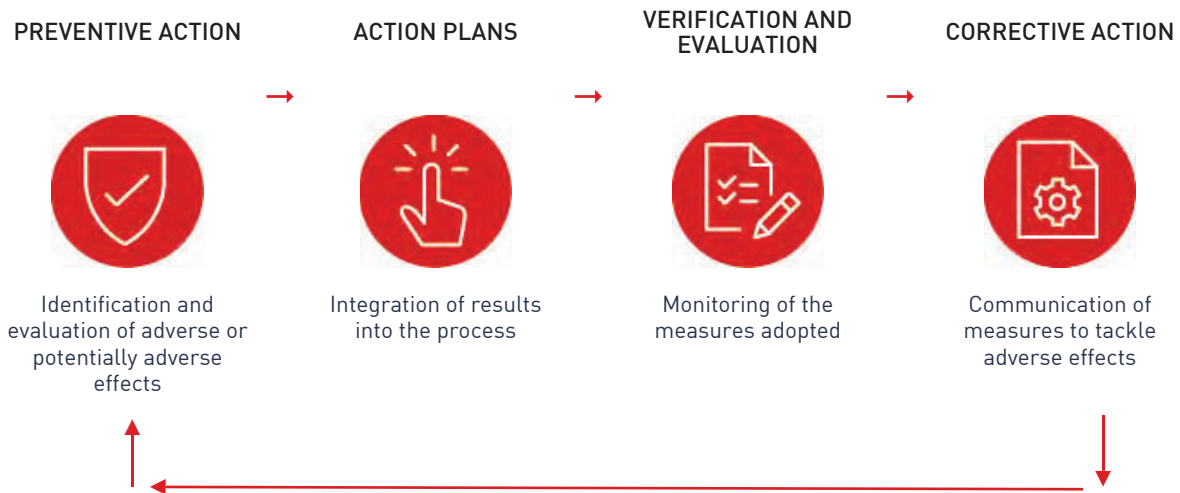 PREVENTIVE ACTION
ACTION PLANS
VERIFICATION AND
EVALUATION
CORRECTIVE ACTION
Identification and
evaluation of adverse or
potentially adverse
effects
Integration of results
into the process
Monitoring of the
measures adopted
Communication of
measures to tackle
adverse effects